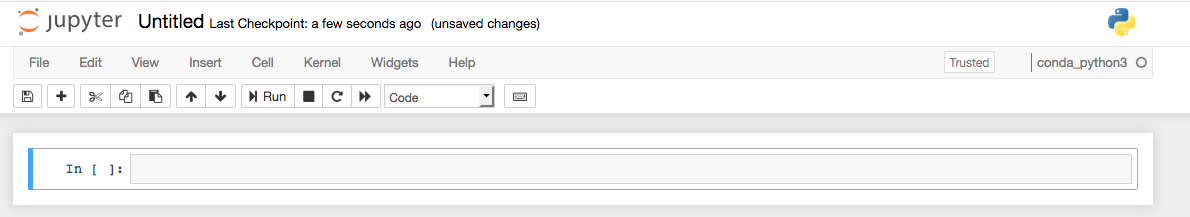 jupyter Untitled Last Checkpoint: a few seconds ago (unsaved changes)
File Edit View Insert Cell Kernel Widgets Help Trusted conda_python3
Run Code
In [ ]: